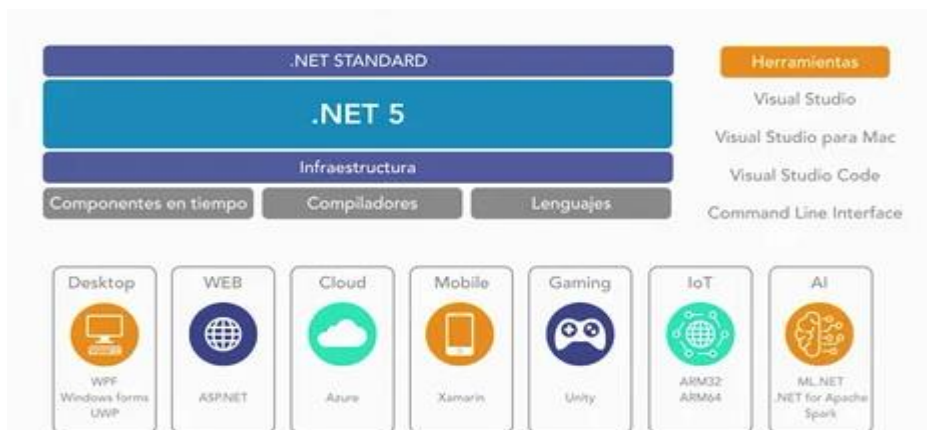 .NET STANDARD
.NET 5
Infraestructura
Componentes en tiempo
Compiladores
Lenguajes
Herramientas
Visual Studio
Visual Studio para Mac
Visual Studio Code
Command Line Interface
Desktop
WPF
Windows forms
UWP
WEB
ASP.NET
Cloud
Azure
Mobile
Xamarin
Gaming
Unity
IoT
ARM32
ARM64
AI
ML.NET
.NET for Apache
Spark